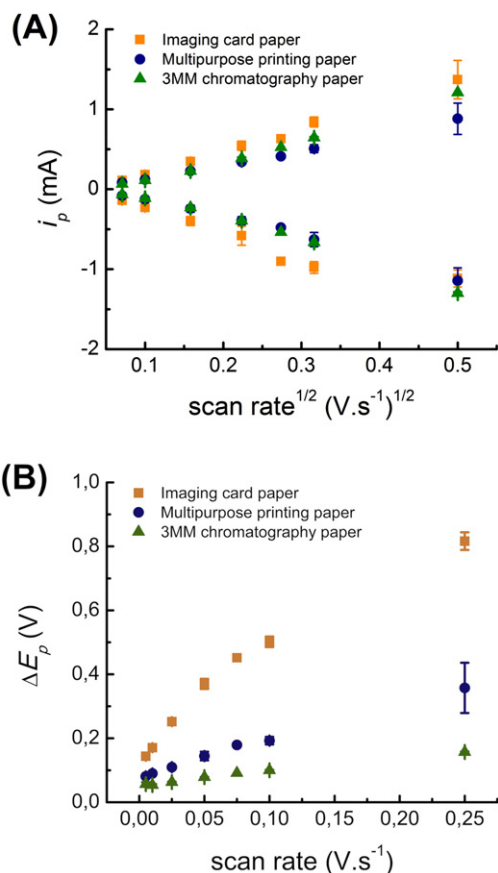 (A)
Imaging card paper
Multipurpose printing paper
3MM chromatography paper
2
1
0
-1
-2
i_p (mA)
0.1 0.2 0.3 0.4 0.5
scan rate^1/2 (V.s^-1)^1/2
(B)
Imaging card paper
Multipurpose printing paper
3MM chromatography paper
1,0
0,8
0,6
0,4
0,2
0,0
ΔE_p (V)
0,00 0,05 0,10 0,15 0,20 0,25
scan rate (V.s^-1)